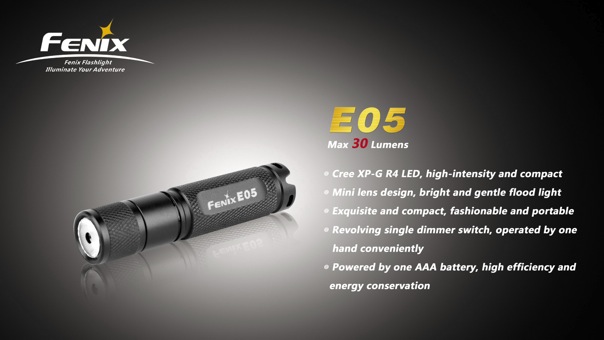 FENIX
Fenix Flashlight
Illuminate Your Adventure
E05
Max 30 Lumens
Cree XP-G R4 LED, high-intensity and compact
Mini lens design, bright and gentle flood light
Exquisite and compact, fashionable and portable
Revolving single dimmer switch, operated by one
hand conveniently
Powered by one AAA battery, high efficiency and
energy conservation
FENIX E05